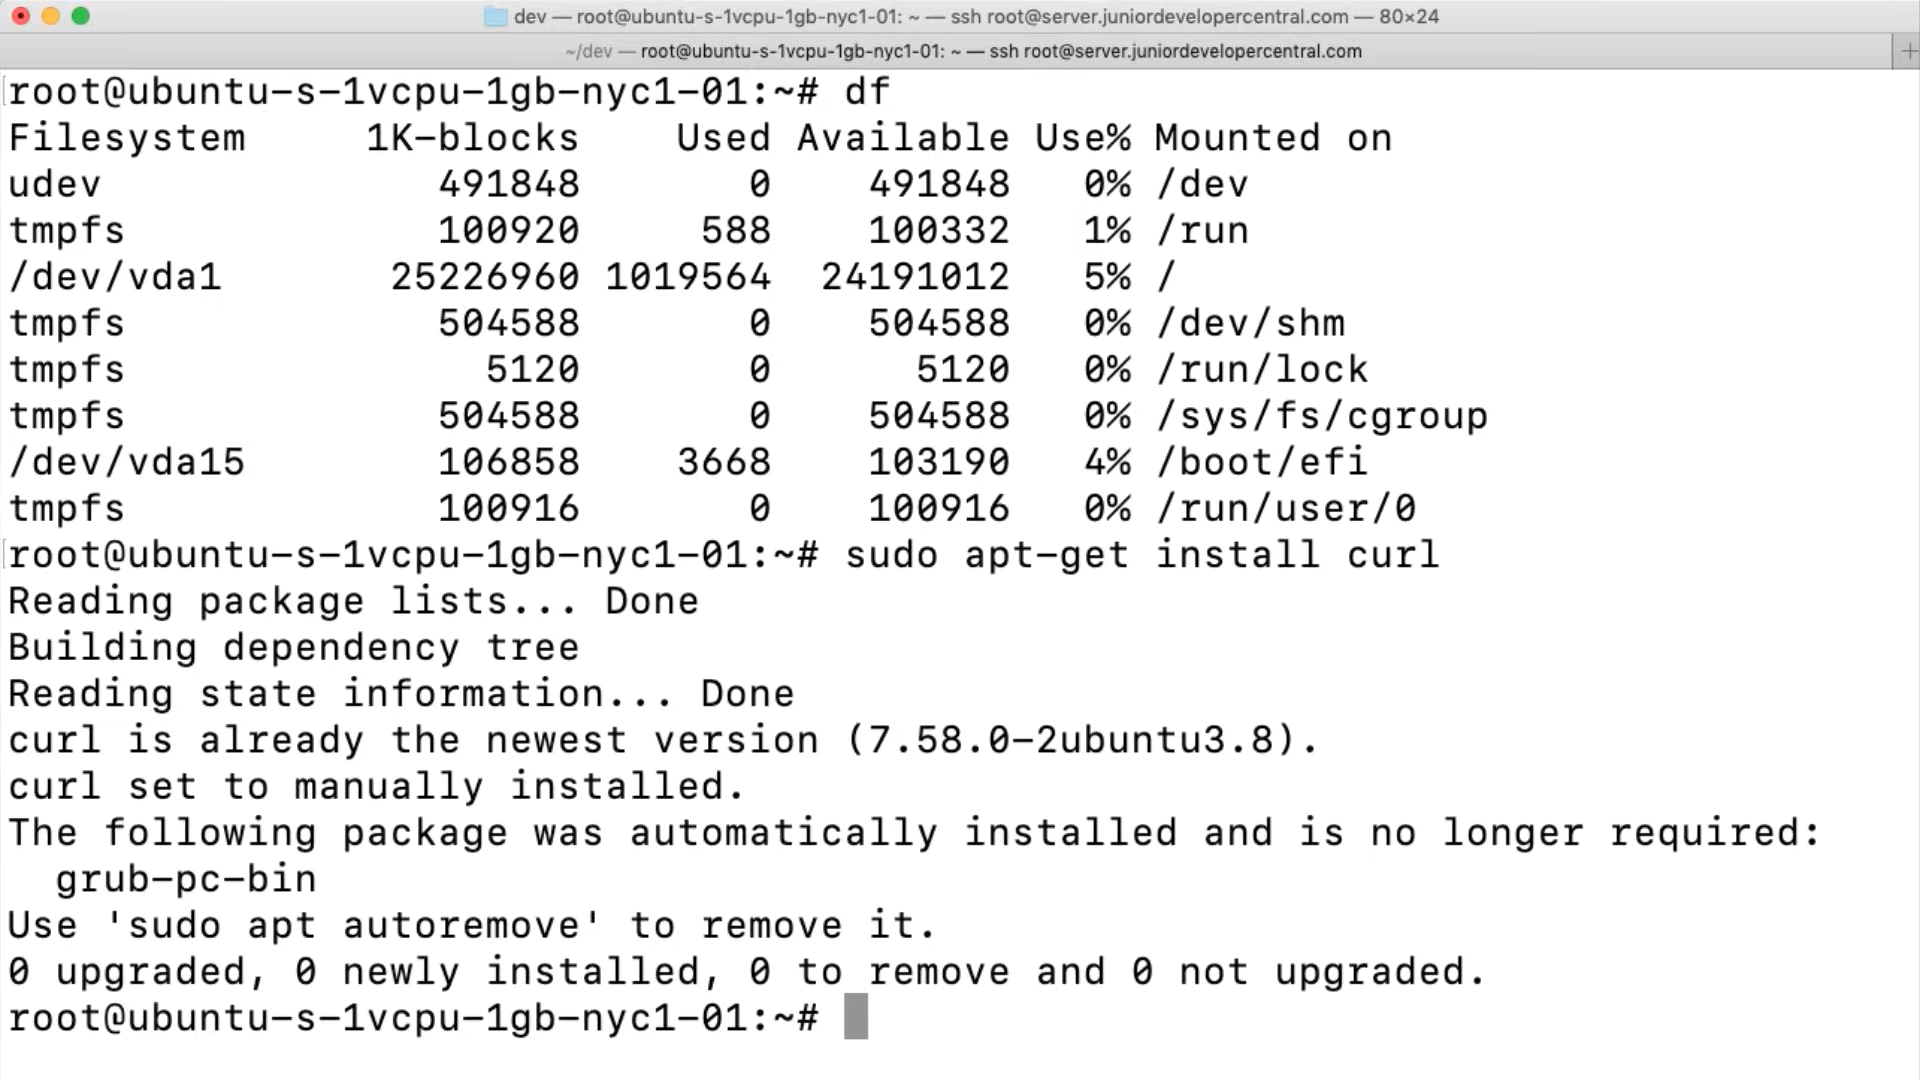 dev — root@ubuntu-s-1vcpu-1gb-nyc1-01: ~ — ssh root@server.juniordevelopercentral.com — 80×24
~/dev — root@ubuntu-s-1vcpu-1gb-nyc1-01: ~ — ssh root@server.juniordevelopercentral.com
root@ubuntu-s-1vcpu-1gb-nyc1-01:~# df
Filesystem     1K-blocks    Used Available Use% Mounted on
udev              491848       0    491848   0% /dev
tmpfs             100920     588    100332   1% /run
/dev/vda1       25226960 1019564  24191012   5% /
tmpfs             504588       0    504588   0% /dev/shm
tmpfs               5120       0      5120   0% /run/lock
tmpfs             504588       0    504588   0% /sys/fs/cgroup
/dev/vda15        106858    3668    103190   4% /boot/efi
tmpfs             100916       0    100916   0% /run/user/0
root@ubuntu-s-1vcpu-1gb-nyc1-01:~# sudo apt-get install curl
Reading package lists... Done
Building dependency tree
Reading state information... Done
curl is already the newest version (7.58.0-2ubuntu3.8).
curl set to manually installed.
The following package was automatically installed and is no longer required:
  grub-pc-bin
Use 'sudo apt autoremove' to remove it.
0 upgraded, 0 newly installed, 0 to remove and 0 not upgraded.
root@ubuntu-s-1vcpu-1gb-nyc1-01:~#